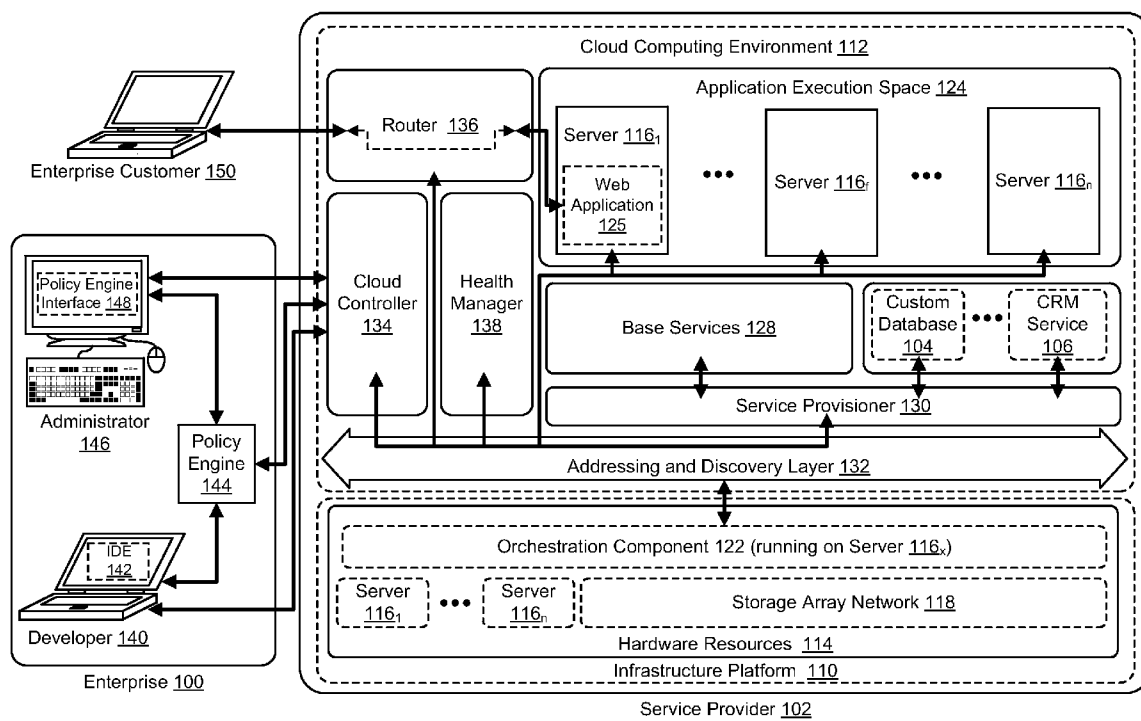 Cloud Computing Environment 112
Application Execution Space 124
Router 136
Server 116₁
Web
Application
125
Server 116f
Server 116n
Enterprise Customer 150
Policy Engine
Interface 148
Administrator
146
Policy
Engine
144
IDE
142
Developer 140
Enterprise 100
Cloud
Controller
134
Health
Manager
138
Base Services 128
Custom
Database
104
CRM
Service
106
Service Provisioner 130
Addressing and Discovery Layer 132
Orchestration Component 122 (running on Server 116ₓ)
Server
116₁
Server
116n
Storage Array Network 118
Hardware Resources 114
Infrastructure Platform 110
Service Provider 102